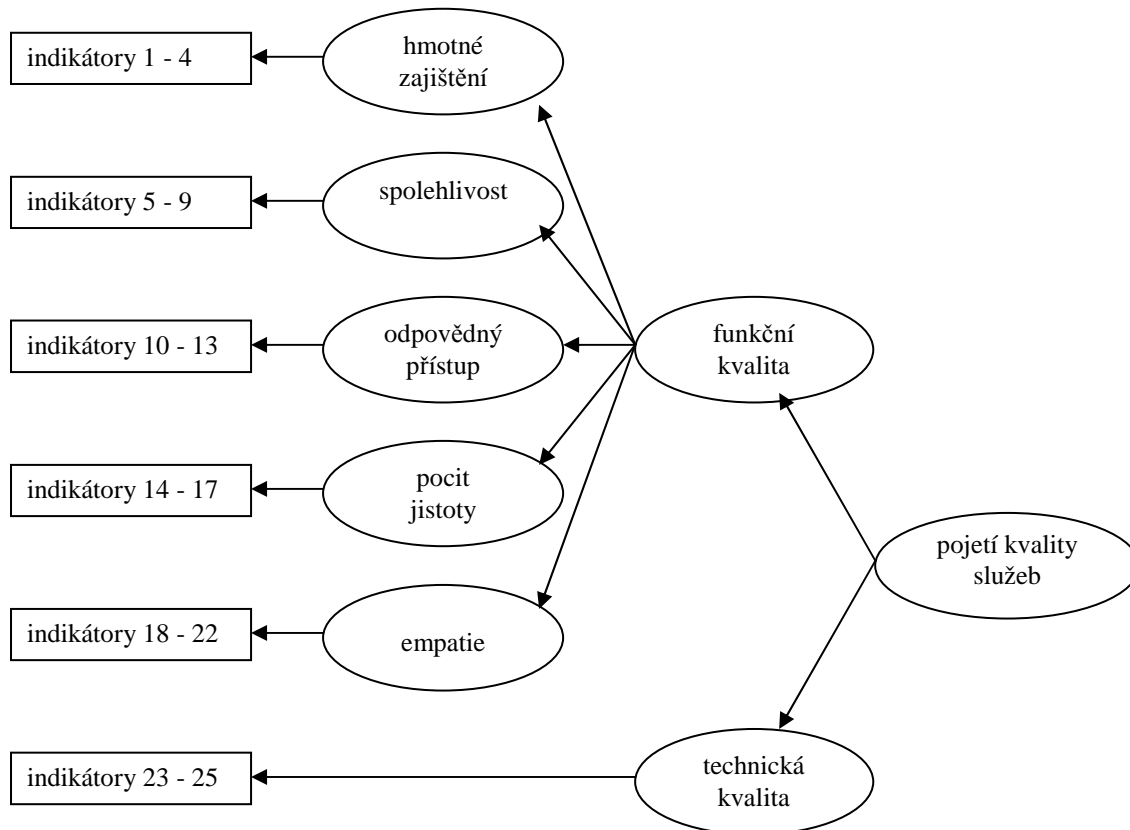 indikátory 1 - 4
hmotné
zajištění
indikátory 5 - 9
spolehlivost
indikátory 10 - 13
odpovědný
přístup
funkční
kvalita
indikátory 14 - 17
pocit
jistoty
pojetí kvality
služeb
indikátory 18 - 22
empatie
indikátory 23 - 25
technická
kvalita